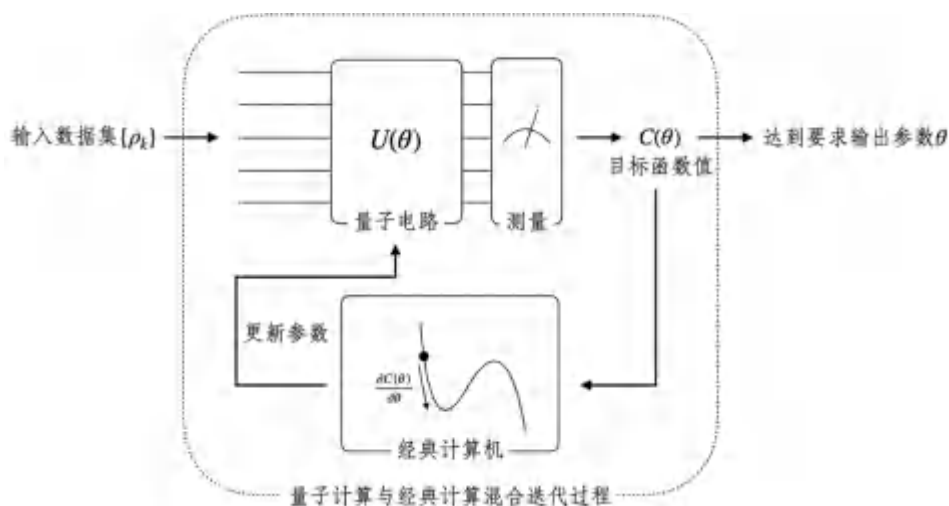 输入数据集{ρₖ}
U(θ)
量子电路
测量
C(θ)
目标函数值
达到要求输出参数θ
更新参数
∂C(θ)
∂θ
经典计算机
量子计算与经典计算混合迭代过程